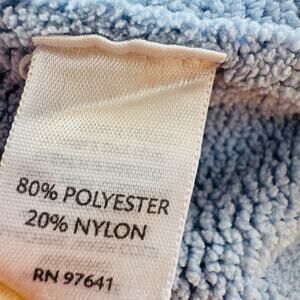 80% POLYESTER
20% NYLON
RN 97641